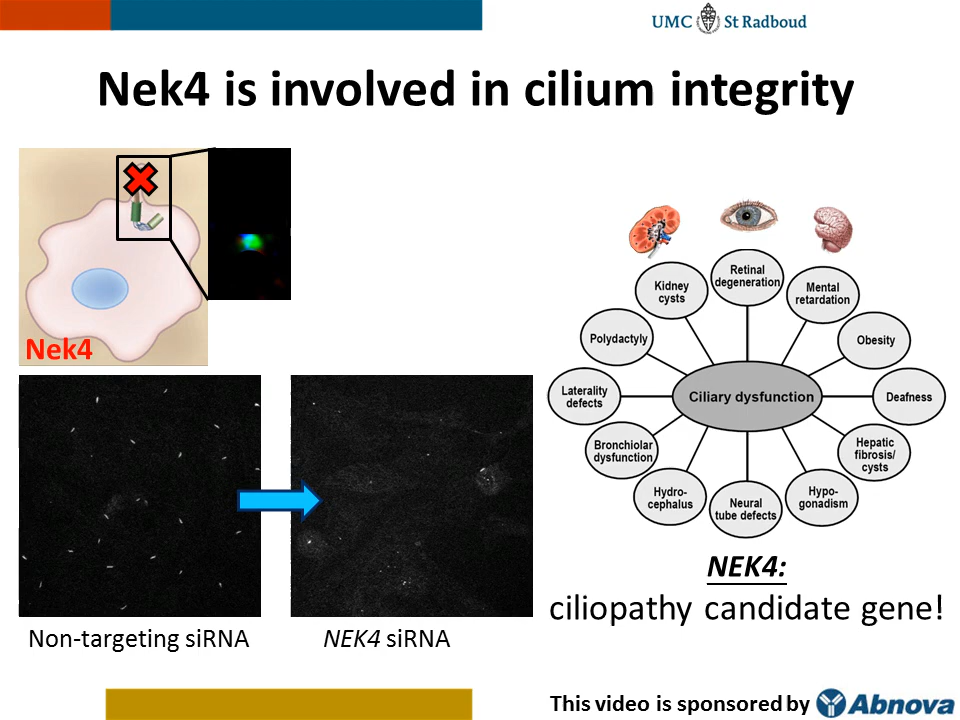 UMC St Radboud
Nek4 is involved in cilium integrity
Nek4
Non-targeting siRNA
NEK4 siRNA
Retinal
degeneration
Kidney
cysts
Mental
retardation
Polydactyly
Obesity
Laterality
defects
Ciliary dysfunction
Deafness
Bronchiolar
dysfunction
Hepatic
fibrosis/
cysts
Hydro-
cephalus
Neural
tube defects
Hypo-
gonadism
NEK4:
ciliopathy candidate gene!
This video is sponsored by Abnova